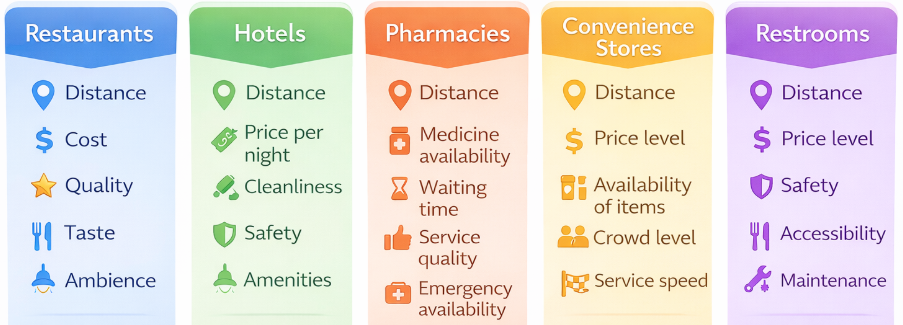 Restaurants
Distance
Cost
Quality
Taste
Ambience
Hotels
Distance
Price per
night
Cleanliness
Safety
Amenities
Pharmacies
Distance
Medicine
availability
Waiting
time
Service
quality
Emergency
availability
Convenience
Stores
Distance
Price level
Availability
of items
Crowd level
Service speed
Restrooms
Distance
Price level
Safety
Accessibility
Maintenance